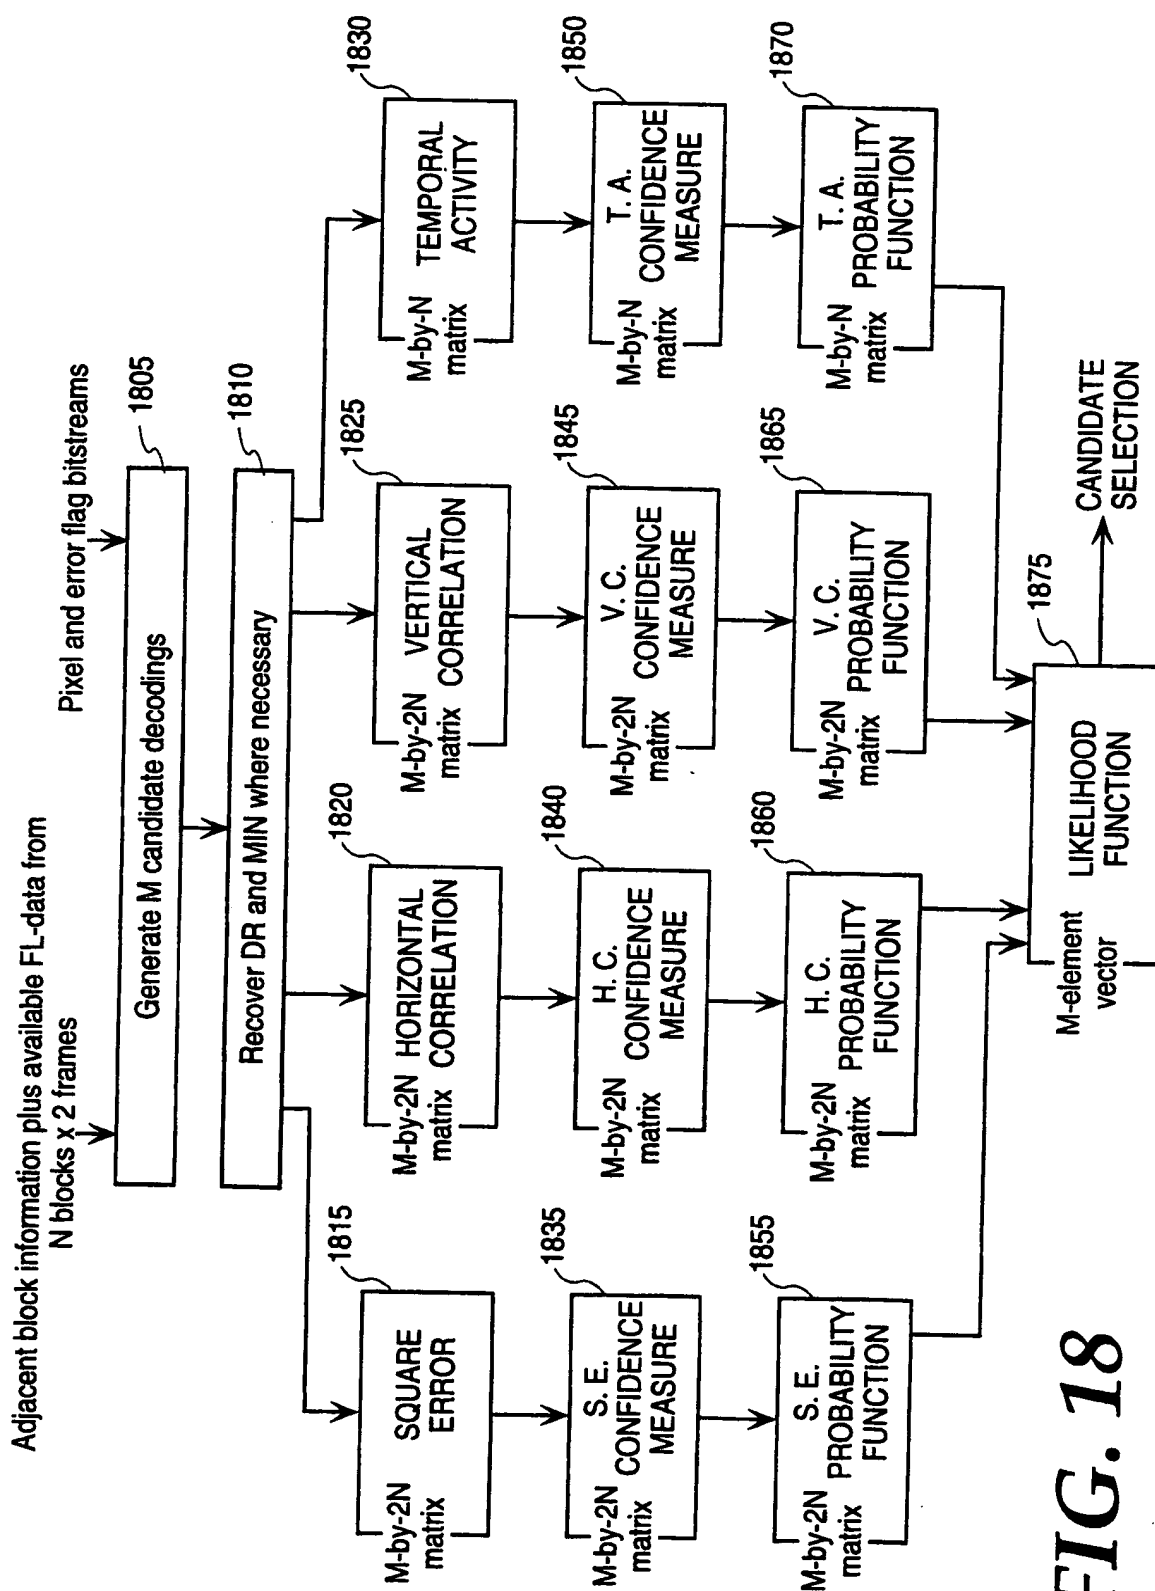 Adjacent block information plus available FL-data from
N blocks x 2 frames
Pixel and error flag bitstreams
Generate M candidate decodings
1805
Recover DR and MIN where necessary
1810
M-by-2N
matrix
SQUARE
ERROR
1815
M-by-2N
matrix
HORIZONTAL
CORRELATION
1820
M-by-2N
matrix
VERTICAL
CORRELATION
1825
M-by-N
matrix
TEMPORAL
ACTIVITY
1830
M-by-2N
matrix
S. E.
CONFIDENCE
MEASURE
1835
M-by-2N
matrix
H. C.
CONFIDENCE
MEASURE
1840
M-by-2N
matrix
V. C.
CONFIDENCE
MEASURE
1845
M-by-N
matrix
T. A.
CONFIDENCE
MEASURE
1850
M-by-2N
matrix
S. E.
PROBABILITY
FUNCTION
1855
M-by-2N
matrix
H. C.
PROBABILITY
FUNCTION
1860
M-by-2N
matrix
V. C.
PROBABILITY
FUNCTION
1865
M-by-N
matrix
T. A.
PROBABILITY
FUNCTION
1870
M-element
vector
LIKELIHOOD
FUNCTION
1875
CANDIDATE
SELECTION
FIG. 18